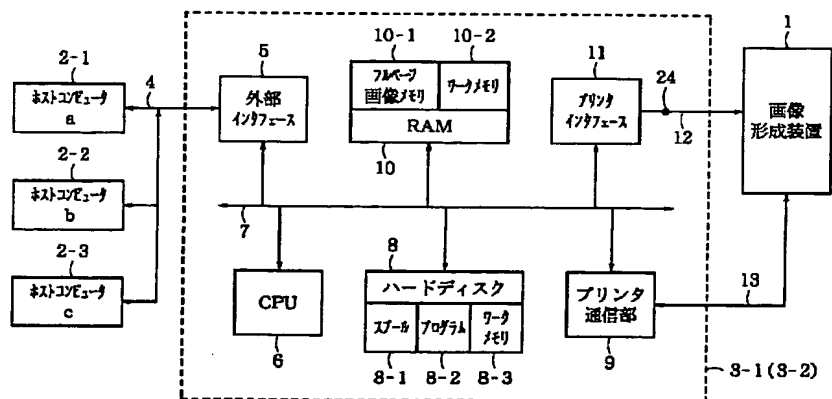 2-1
ホストコンピュータ
a
4
2-2
ホストコンピュータ
b
2-3
ホストコンピュータ
c
5
外部
インタフェース
10-1
10-2
フルページ
画像メモリ
ワークメモリ
RAM
10
11
プリンタ
インタフェース
24
12
1
画像
形成装置
7
CPU
6
8
ハードディスク
スプール
プログラム
ワーク
メモリ
8-1
8-2
8-3
プリンタ
通信部
9
13
3-1(3-2)